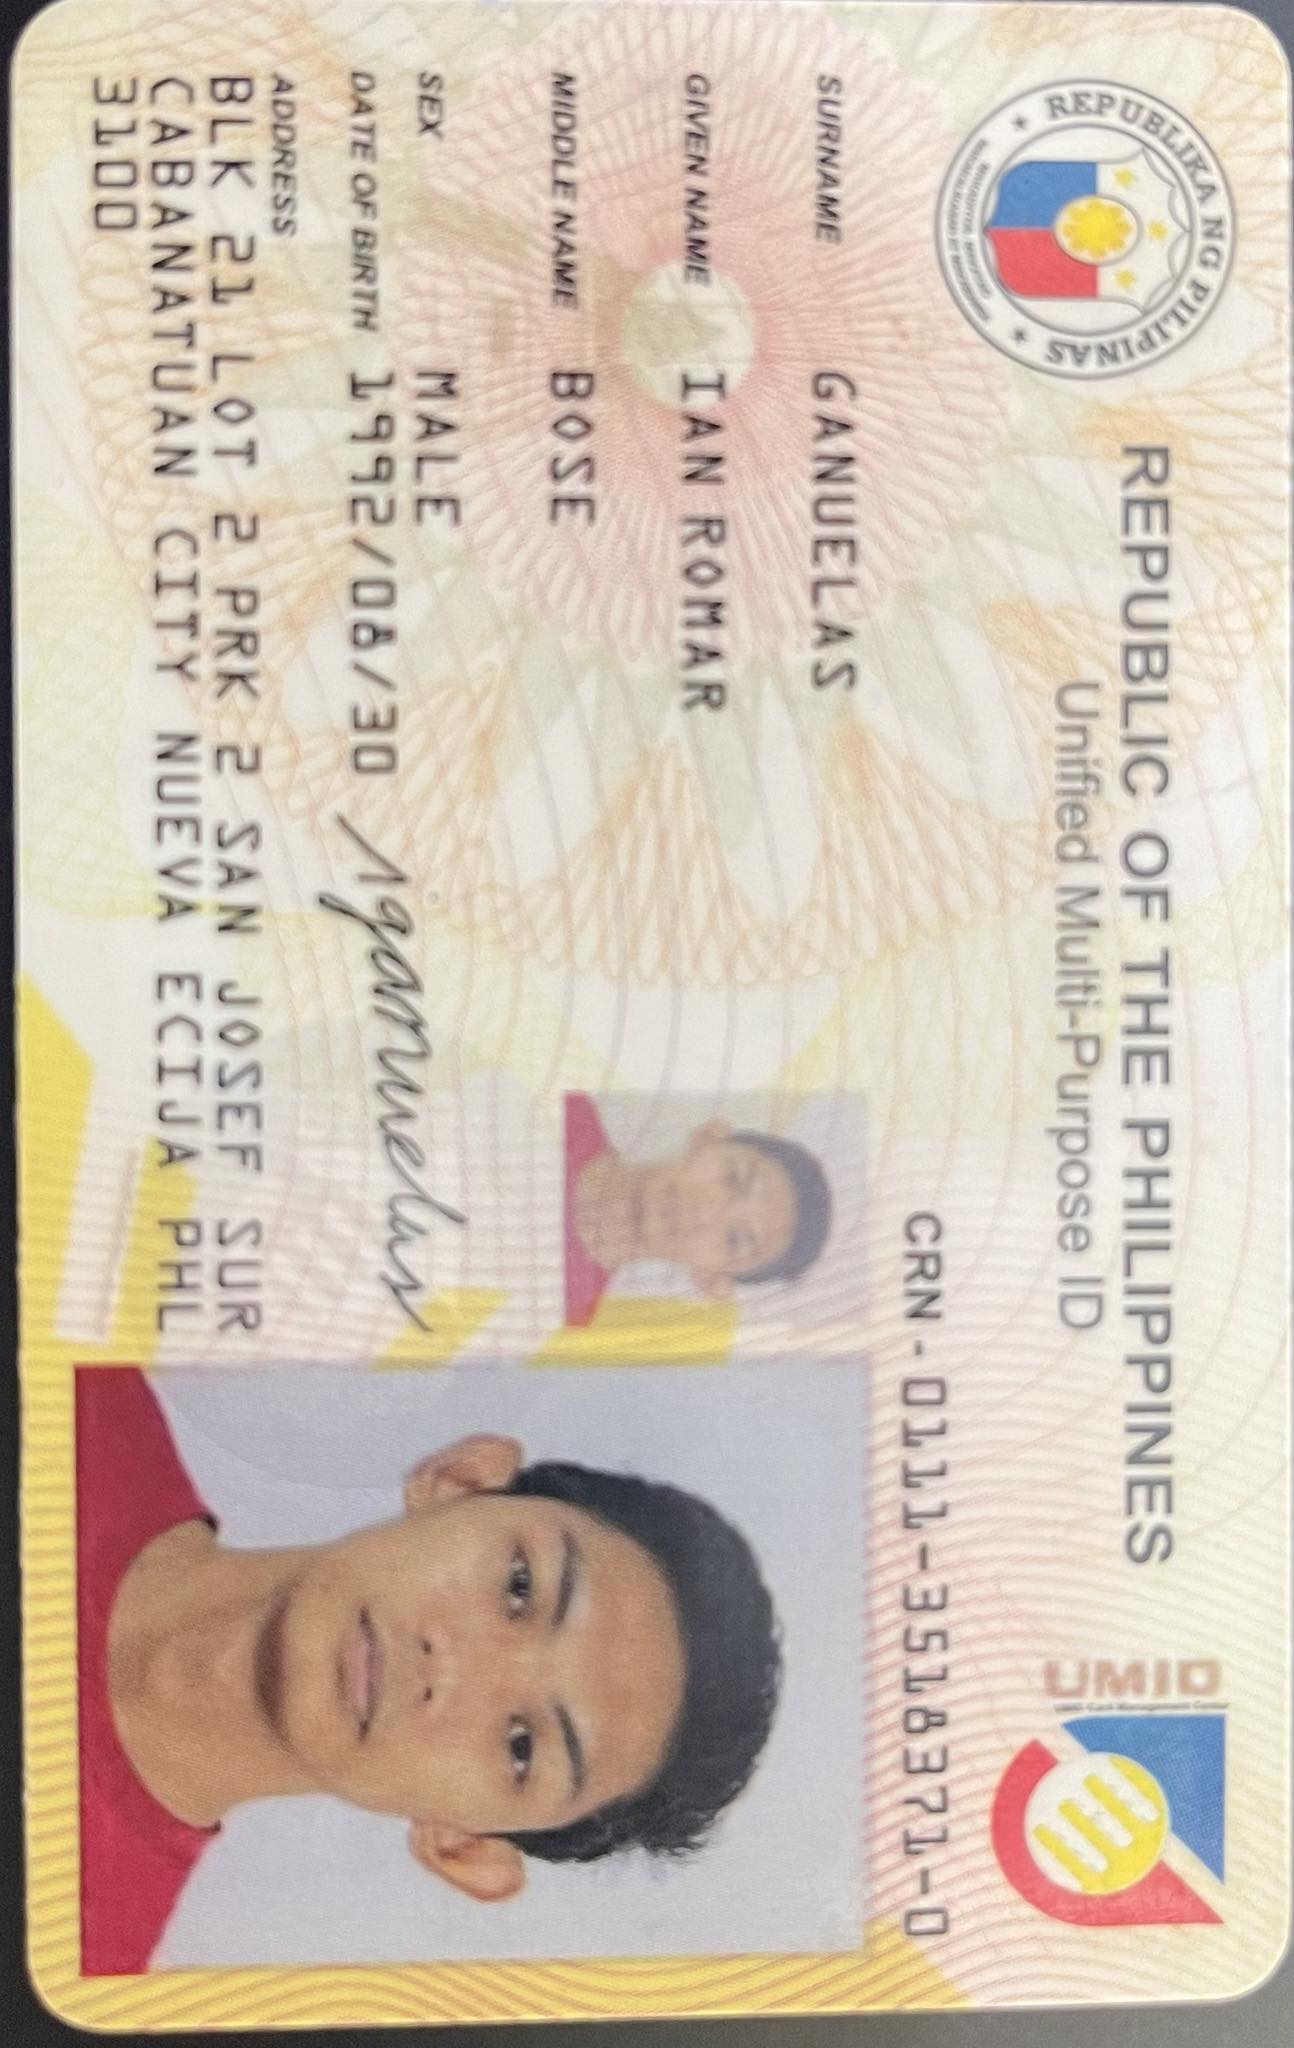 REPUBLIKA NG PILIPINAS
REPUBLIC OF THE PHILIPPINES
Unified Multi-Purpose ID
UMID
CRN-0111-3518371-0
SURNAME GANUELAS
GIVEN NAME IAN ROMAR
MIDDLE NAME BOSE
SEX MALE
DATE OF BIRTH 1992/08/30
ADDRESS
BLK 21 LOT 2 PRK 2 SAN JOSEF SUR
CABANATUAN CITY NUEVA ECIJA PHL
3100